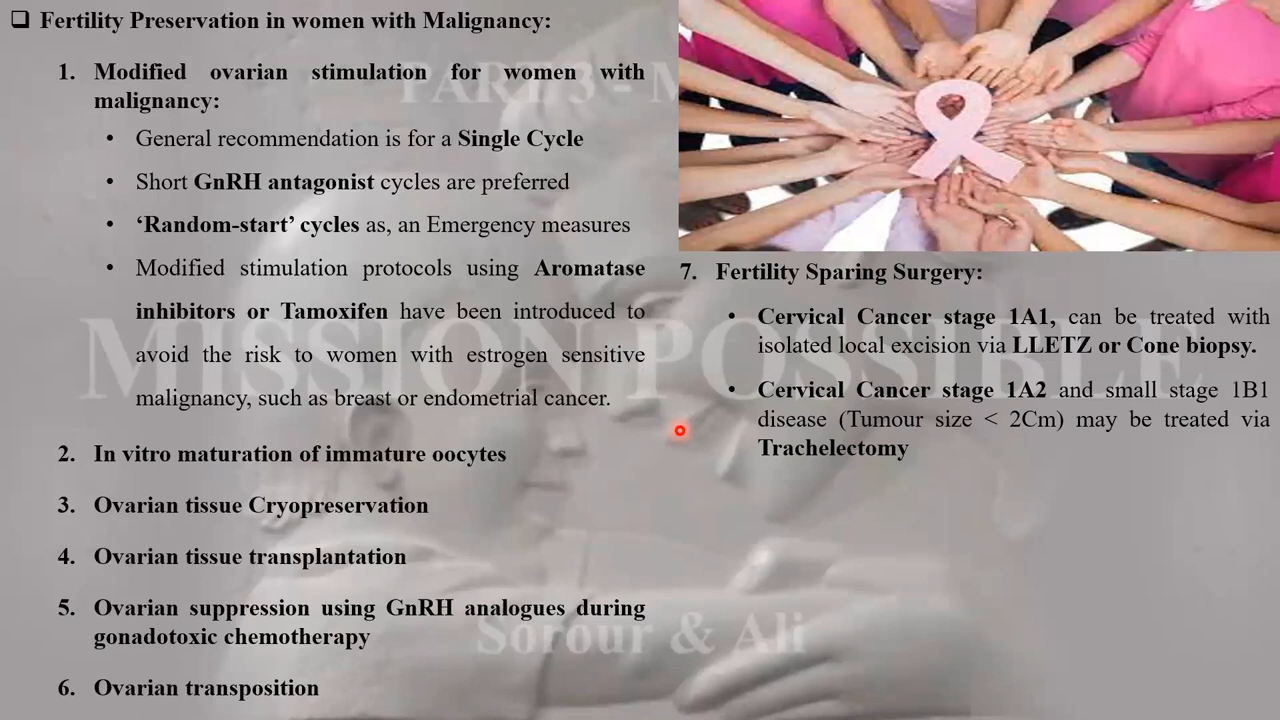 ❑ Fertility Preservation in women with Malignancy:
1. Modified ovarian stimulation for women with
malignancy:
• General recommendation is for a Single Cycle
• Short GnRH antagonist cycles are preferred
• ‘Random-start’ cycles as, an Emergency measures
• Modified stimulation protocols using Aromatase
inhibitors or Tamoxifen have been introduced to
avoid the risk to women with estrogen sensitive
malignancy, such as breast or endometrial cancer.
2. In vitro maturation of immature oocytes
3. Ovarian tissue Cryopreservation
4. Ovarian tissue transplantation
5. Ovarian suppression using GnRH analogues during
gonadotoxic chemotherapy
6. Ovarian transposition
7. Fertility Sparing Surgery:
• Cervical Cancer stage 1A1, can be treated with
isolated local excision via LLETZ or Cone biopsy.
• Cervical Cancer stage 1A2 and small stage 1B1
disease (Tumour size < 2Cm) may be treated via
Trachelectomy
PART 3 - M
MISSION POSSIBLE
Sorour & Ali